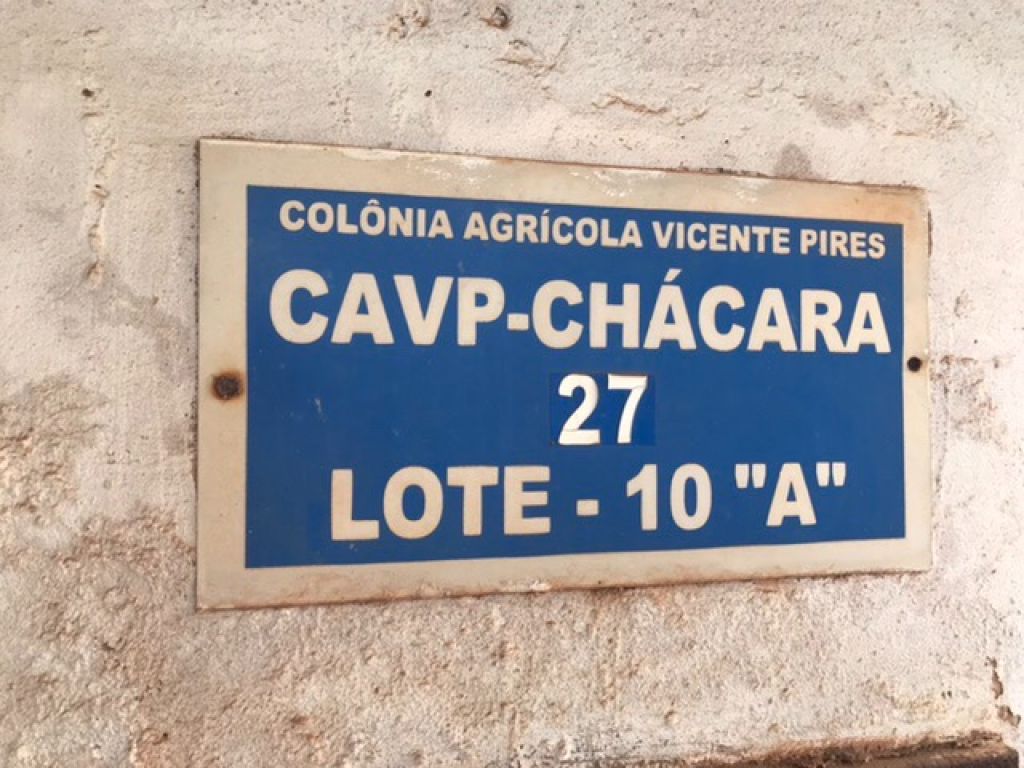 COLÔNIA AGRÍCOLA VICENTE PIRES
CAVP-CHÁCARA
27
LOTE - 10 "A"